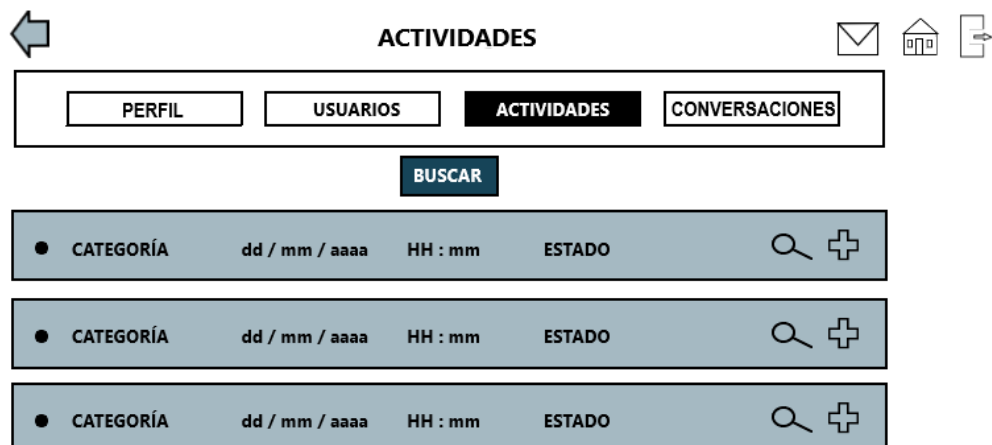 ACTIVIDADES
PERFIL USUARIOS ACTIVIDADES CONVERSACIONES
BUSCAR
CATEGORÍA dd / mm / aaaa HH : mm ESTADO
CATEGORÍA dd / mm / aaaa HH : mm ESTADO
CATEGORÍA dd / mm / aaaa HH : mm ESTADO